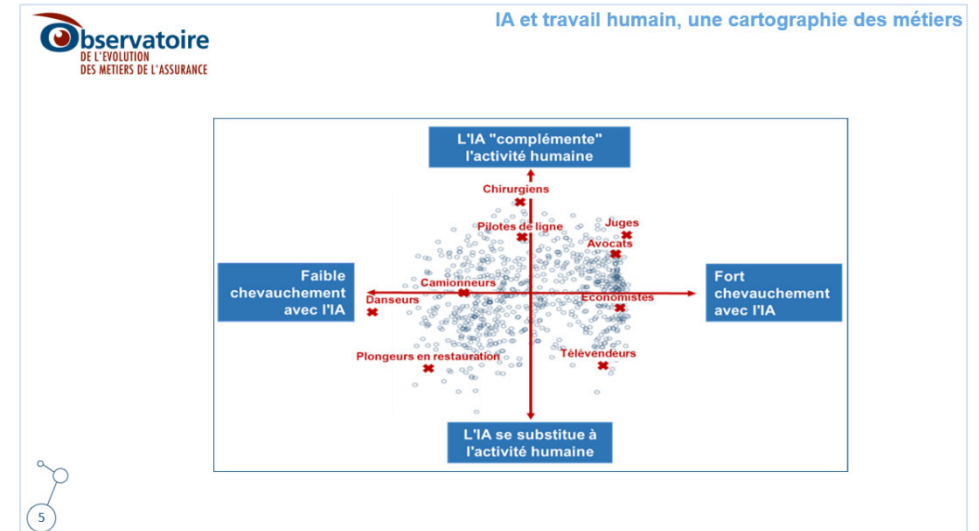 IA et travail humain, une cartographie des métiers
Observatoire
DE L'EVOLUTION
DES METIERS DE L'ASSURANCE
L'IA "complémente"
l'activité humaine
Chirurgiens
Pilotes de ligne
Juges
Avocats
Faible
chevauchement
avec l'IA
Camionneurs
Danseurs
Economistes
Fort
chevauchement
avec l'IA
Plongeurs en restauration
Télévendeurs
L'IA se substitue à
l'activité humaine
5